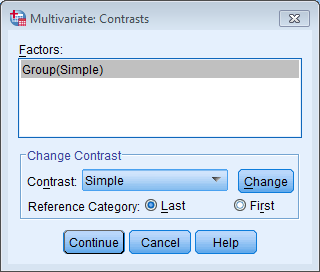 Multivariate: Contrasts
Factors:
Group(Simple)
Change Contrast
Contrast: Simple Change
Reference Category: Last First
Continue Cancel Help